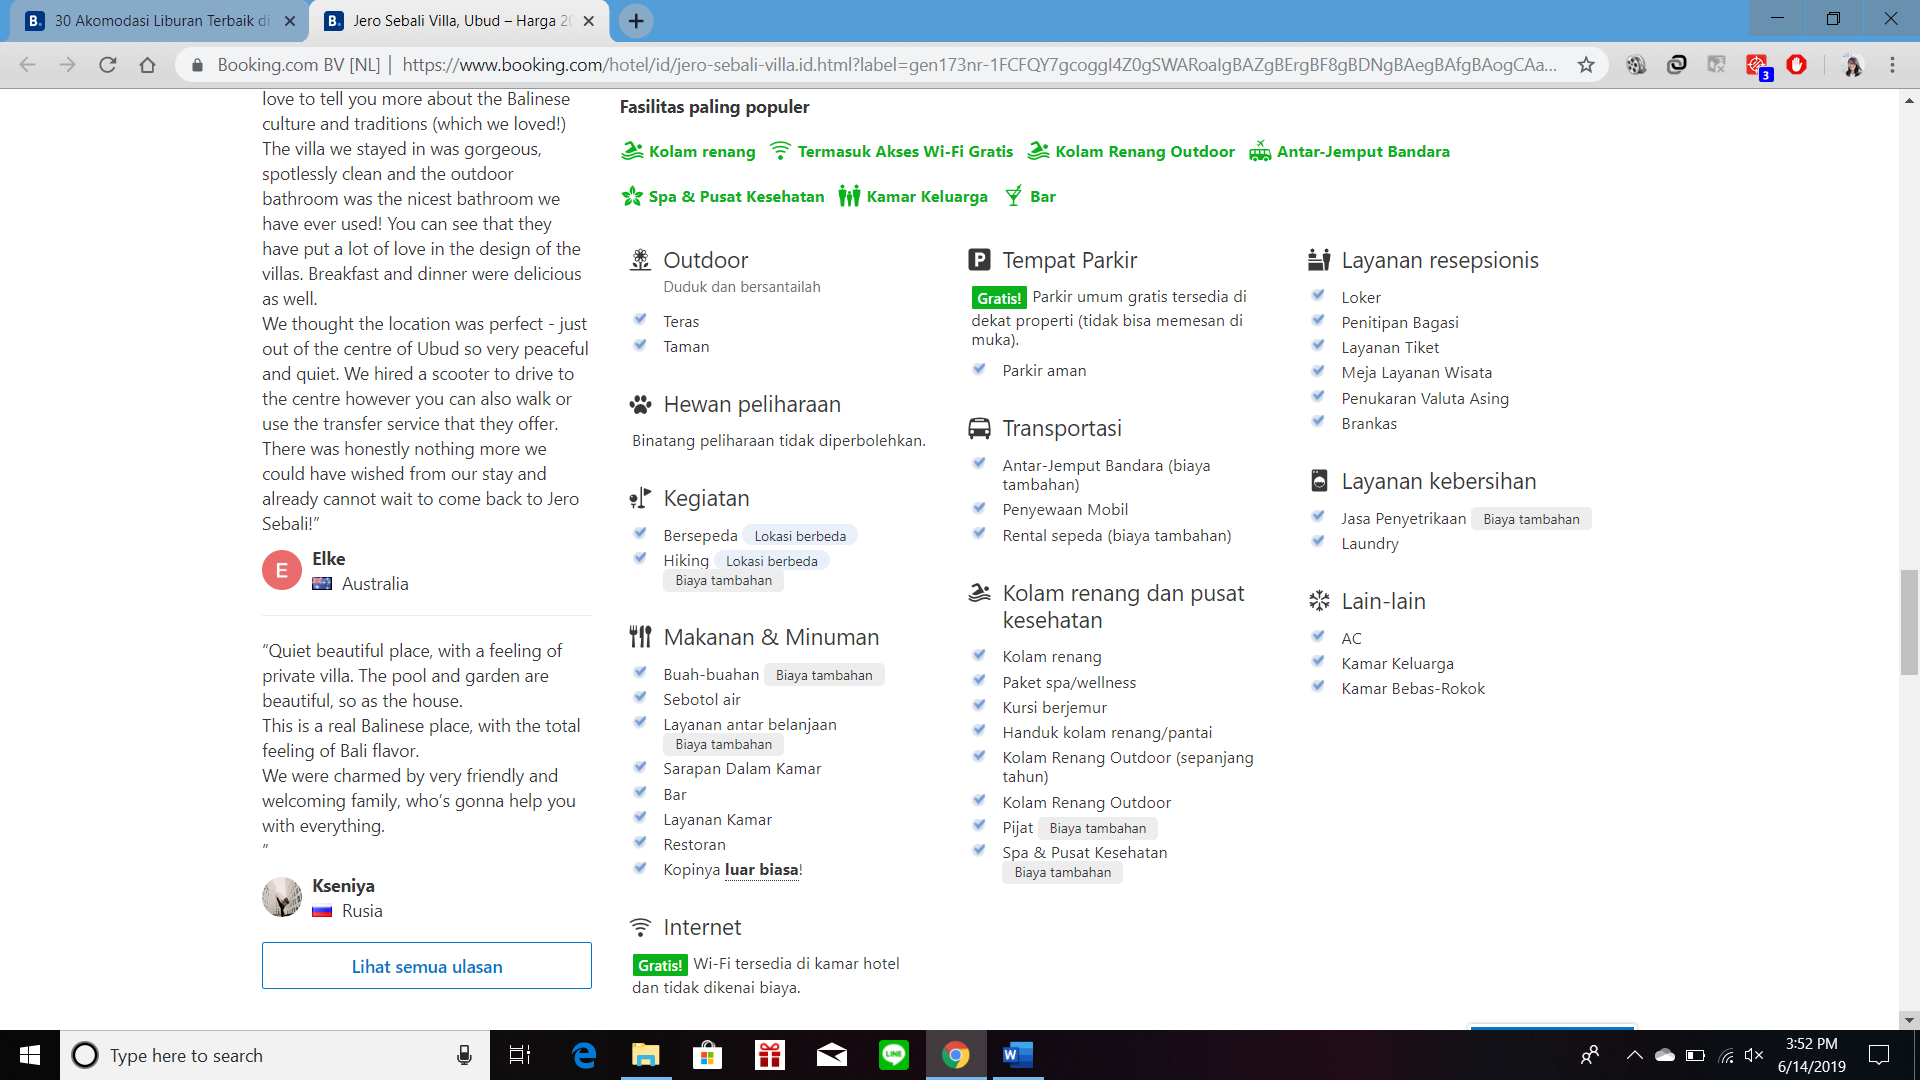 30 Akomodasi Liburan Terbaik di
Jero Sebali Villa, Ubud – Harga 20
Booking.com BV [NL]
https://www.booking.com/hotel/id/jero-sebali-villa.id.html?label=gen173nr-1FCFQY7gcoggI4Z0gSWARoaIgBAZgBErgBF8gBDNgBAegBAfgBAogCAa...
3
love to tell you more about the Balinese
culture and traditions (which we loved!)
The villa we stayed in was gorgeous,
spotlessly clean and the outdoor
bathroom was the nicest bathroom we
have ever used! You can see that they
have put a lot of love in the design of the
villas. Breakfast and dinner were delicious
as well.
We thought the location was perfect - just
out of the centre of Ubud so very peaceful
and quiet. We hired a scooter to drive to
the centre however you can also walk or
use the transfer service that they offer.
There was honestly nothing more we
could have wished from our stay and
already cannot wait to come back to Jero
Sebali!”
E
Elke
Australia
“Quiet beautiful place, with a feeling of
private villa. The pool and garden are
beautiful, so as the house.
This is a real Balinese place, with the total
feeling of Bali flavor.
We were charmed by very friendly and
welcoming family, who’s gonna help you
with everything.
”
Kseniya
Rusia
Lihat semua ulasan
Fasilitas paling populer
Kolam renang
Termasuk Akses Wi-Fi Gratis
Kolam Renang Outdoor
Antar-Jemput Bandara
Spa & Pusat Kesehatan
Kamar Keluarga
Bar
Outdoor
Duduk dan bersantailah
Teras
Taman
Hewan peliharaan
Binatang peliharaan tidak diperbolehkan.
Kegiatan
Bersepeda Lokasi berbeda
Hiking Lokasi berbeda
Biaya tambahan
Makanan & Minuman
Buah-buahan Biaya tambahan
Sebotol air
Layanan antar belanjaan
Biaya tambahan
Sarapan Dalam Kamar
Bar
Layanan Kamar
Restoran
Kopinya luar biasa!
Internet
Gratis! Wi-Fi tersedia di kamar hotel
dan tidak dikenai biaya.
P Tempat Parkir
Gratis! Parkir umum gratis tersedia di
dekat properti (tidak bisa memesan di
muka).
Parkir aman
Transportasi
Antar-Jemput Bandara (biaya
tambahan)
Penyewaan Mobil
Rental sepeda (biaya tambahan)
Kolam renang dan pusat
kesehatan
Kolam renang
Paket spa/wellness
Kursi berjemur
Handuk kolam renang/pantai
Kolam Renang Outdoor (sepanjang
tahun)
Kolam Renang Outdoor
Pijat Biaya tambahan
Spa & Pusat Kesehatan
Biaya tambahan
Layanan resepsionis
Loker
Penitipan Bagasi
Layanan Tiket
Meja Layanan Wisata
Penukaran Valuta Asing
Brankas
Layanan kebersihan
Jasa Penyetrikaan Biaya tambahan
Laundry
Lain-lain
AC
Kamar Keluarga
Kamar Bebas-Rokok
Type here to search
LINE
3:52 PM
6/14/2019